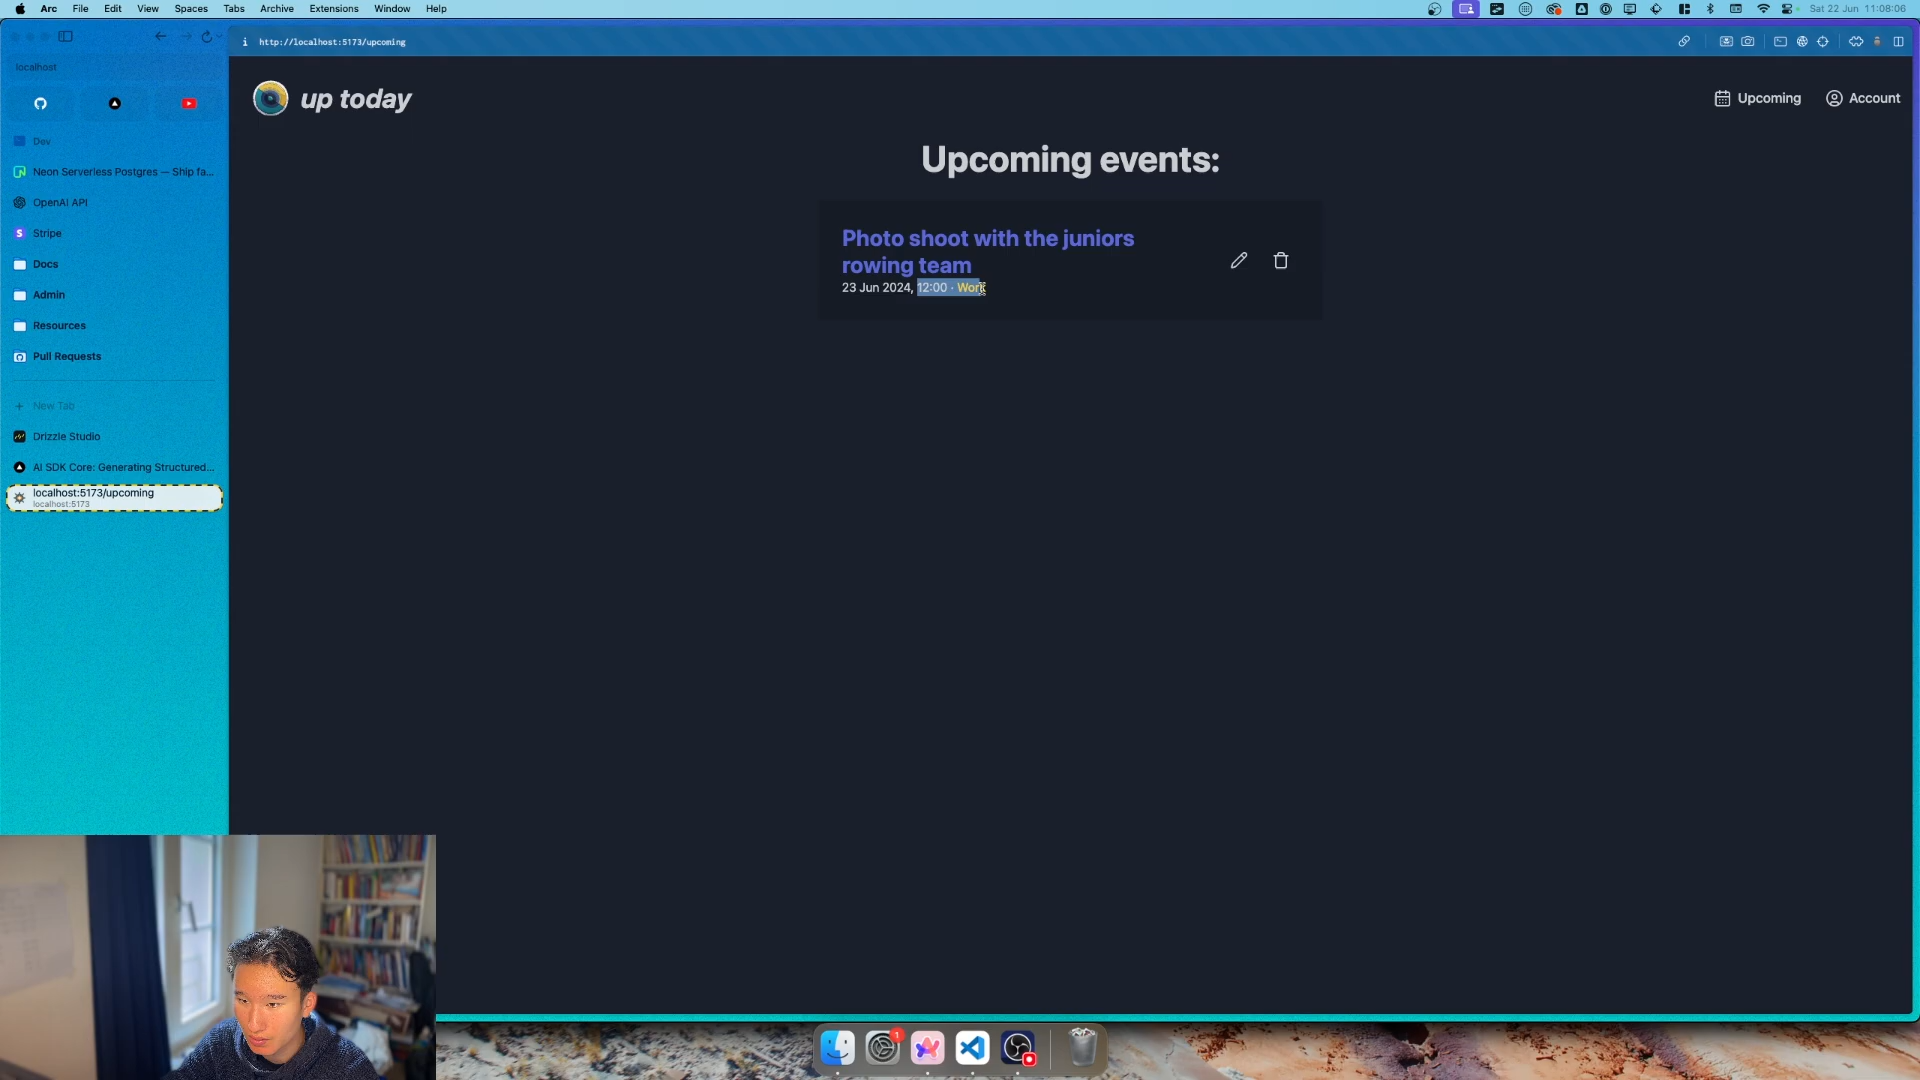 Arc File Edit View Spaces Tabs Archive Extensions Window Help
Sat 22 Jun 11:08:06
http://localhost:5173/upcoming
localhost
Dev
Neon Serverless Postgres — Ship fa...
OpenAI API
S Stripe
Docs
Admin
Resources
Pull Requests
+ New Tab
Drizzle Studio
AI SDK Core: Generating Structured...
localhost:5173/upcoming
localhost:5173
up today
Upcoming
Account
Upcoming events:
Photo shoot with the juniors
rowing team
23 Jun 2024, 12:00 · Work
1